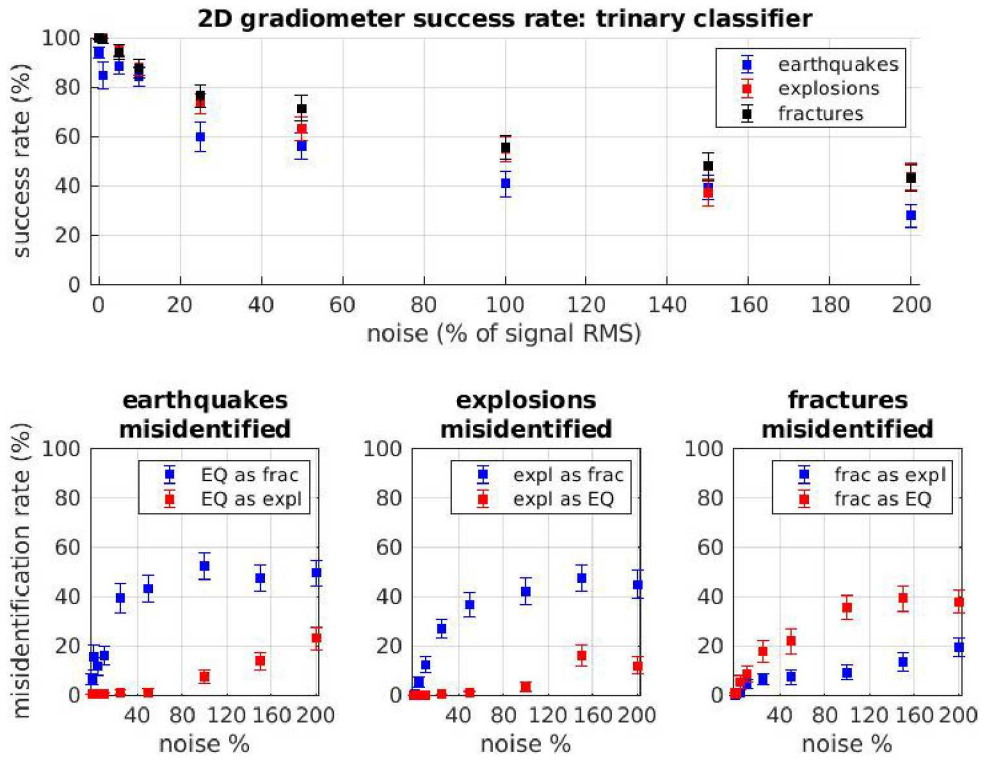 2D gradiometer success rate: trinary classifier
success rate (%)
100
80
60
40
20
0
earthquakes
explosions
fractures
0 20 40 60 80 100 120 140 160 180 200
noise (% of signal RMS)
earthquakes
misidentified
misidentification rate (%)
100
80
60
40
20
0
EQ as frac
EQ as expl
40 80 120 160 200
noise %
explosions
misidentified
100
80
60
40
20
0
expl as frac
expl as EQ
40 80 120 160 200
noise %
fractures
misidentified
100
80
60
40
20
0
frac as expl
frac as EQ
40 80 120 160 200
noise %